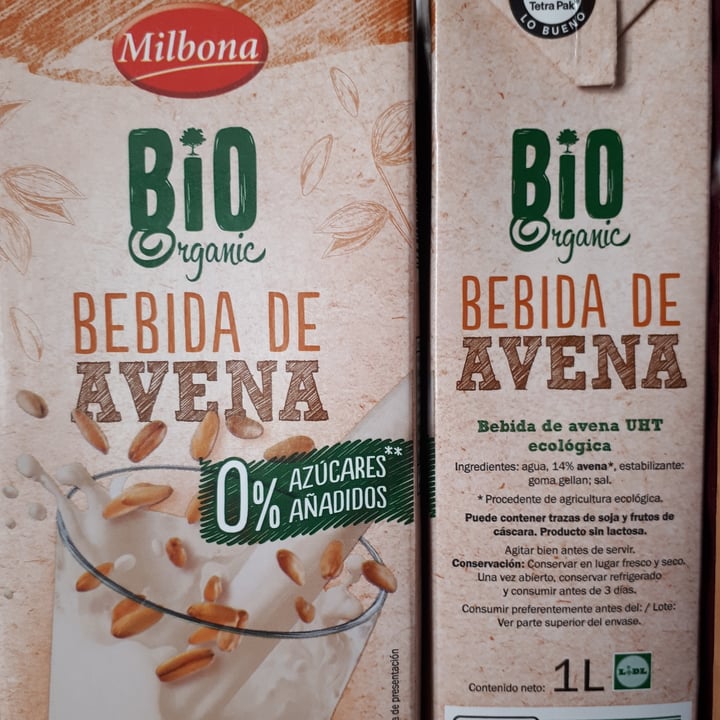 Milbona
BiO
Organic
BEBIDA DE
AVENA
0% AZÚCARES**
AÑADIDOS
a de presentación
Tetra Pak
LO BUENO
BiO
Organic
BEBIDA DE
AVENA
Bebida de avena UHT
ecológica
Ingredientes: agua, 14% avena*, estabilizante:
goma gellan; sal.
* Procedente de agricultura ecológica.
Puede contener trazas de soja y frutos de
cáscara. Producto sin lactosa.
Agitar bien antes de servir.
Conservación: Conservar en lugar fresco y seco.
Una vez abierto, conservar refrigerado
y consumir antes de 3 días.
Consumir preferentemente antes del: / Lote:
Ver parte superior del envase.
Contenido neto: 1L
LIDL